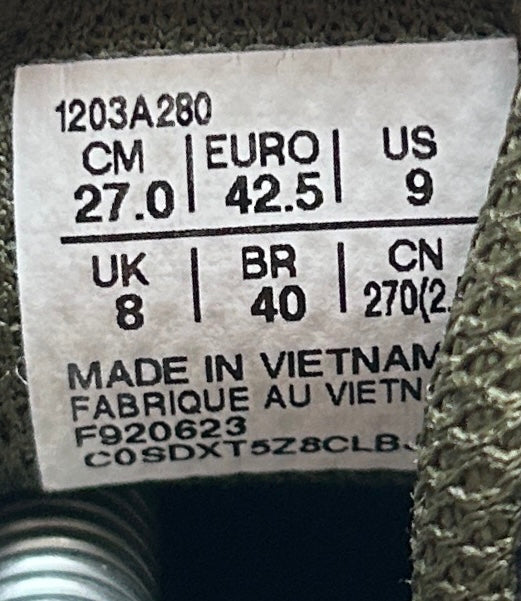 1203A280
CM | EURO | US
27.0 | 42.5 | 9
UK | BR | CN
8 | 40 | 270(2.
MADE IN VIETNAM
FABRIQUE AU VIETN
F920623
C0SDXT5Z8CLB